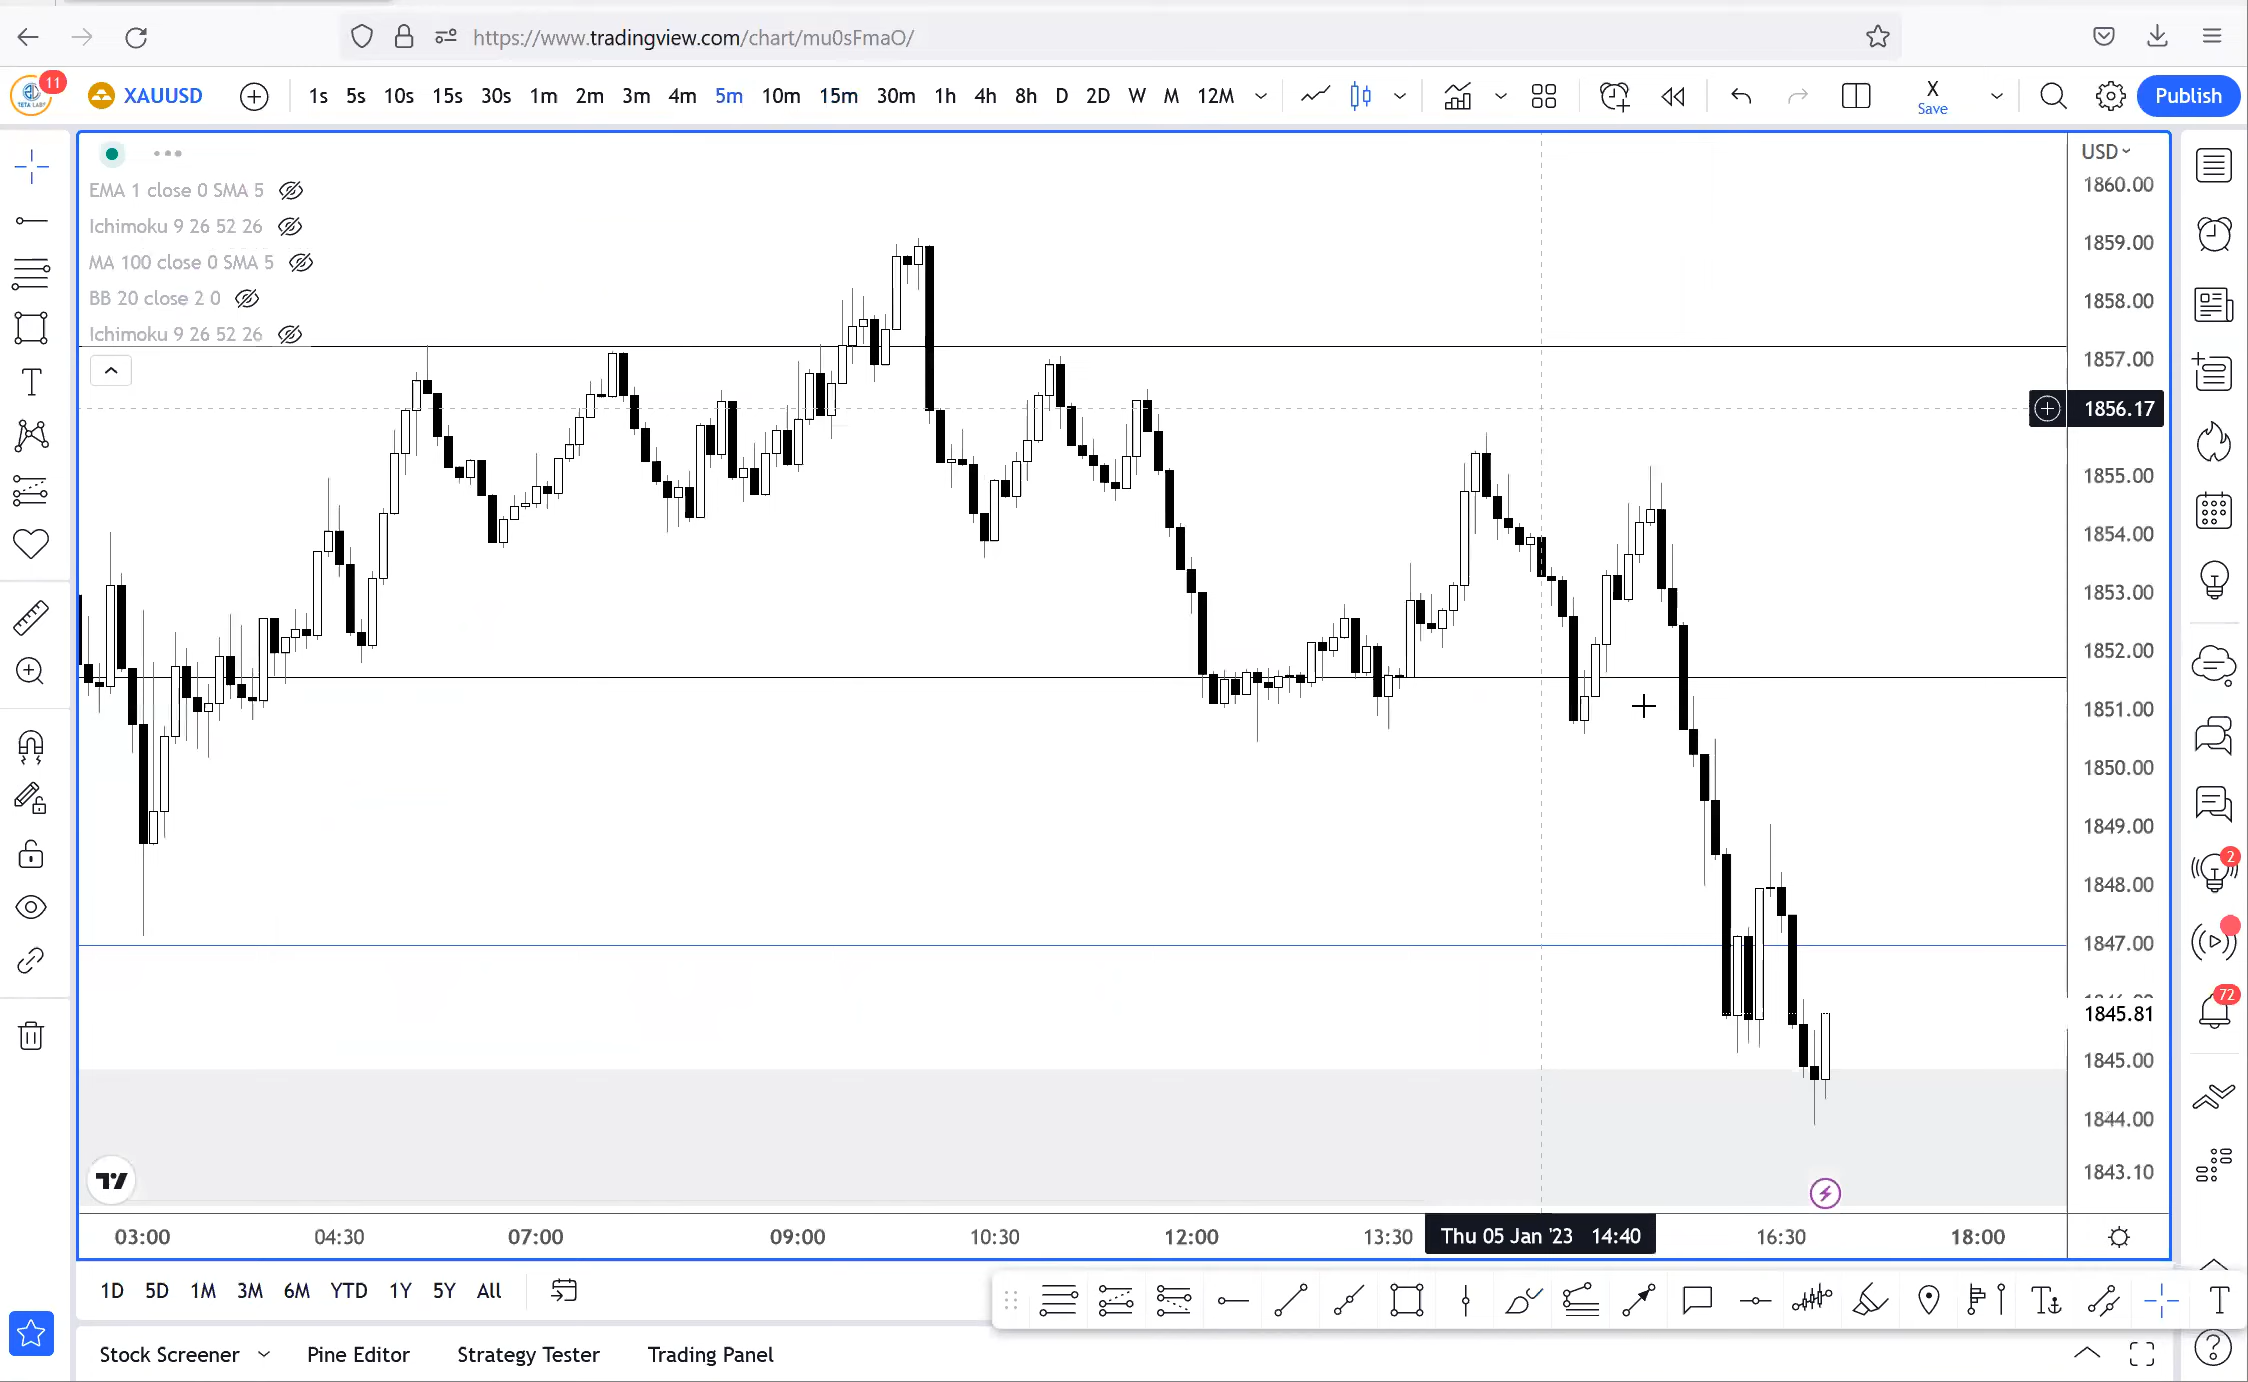 https://www.tradingview.com/chart/mu0sFmaO/
11 XAUUSD 1s 5s 10s 15s 30s 1m 2m 3m 4m 5m 10m 15m 30m 1h 4h 8h D 2D W M 12M X Publish
Save
USD
EMA 1 close 0 SMA 5
Ichimoku 9 26 52 26
MA 100 close 0 SMA 5
BB 20 close 2 0
Ichimoku 9 26 52 26
1860.00
1859.00
1858.00
1857.00
1856.17
1855.00
1854.00
1853.00
1852.00
1851.00
1850.00
1849.00
1848.00
1847.00
1845.81
1845.00
1844.00
1843.10
2
72
03:00 04:30 07:00 09:00 10:30 12:00 13:30 Thu 05 Jan '23 14:40 16:30 18:00
1D 5D 1M 3M 6M YTD 1Y 5Y All
Stock Screener Pine Editor Strategy Tester Trading Panel